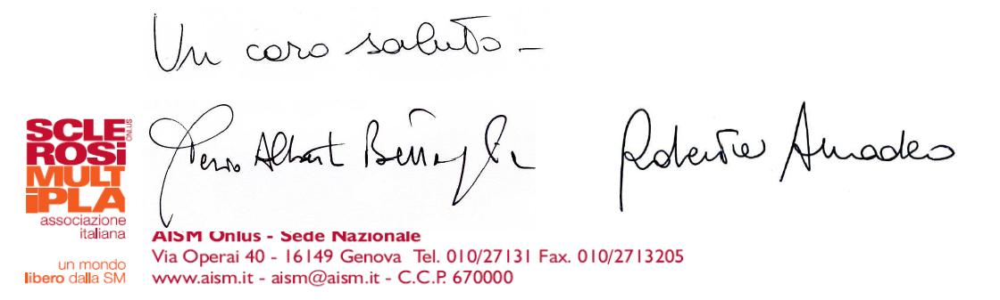 Un caro saluto -
SCLE
ROSi
ONLUS
MULT
iPLA
associazione
italiana
un mondo
libero dalla SM
Alberto Roberto Amadeo
AISM Onlus - Sede Nazionale
Via Operai 40 - 16149 Genova Tel. 010/27131 Fax. 010/2713205
www.aism.it - aism@aism.it - C.C.P. 670000